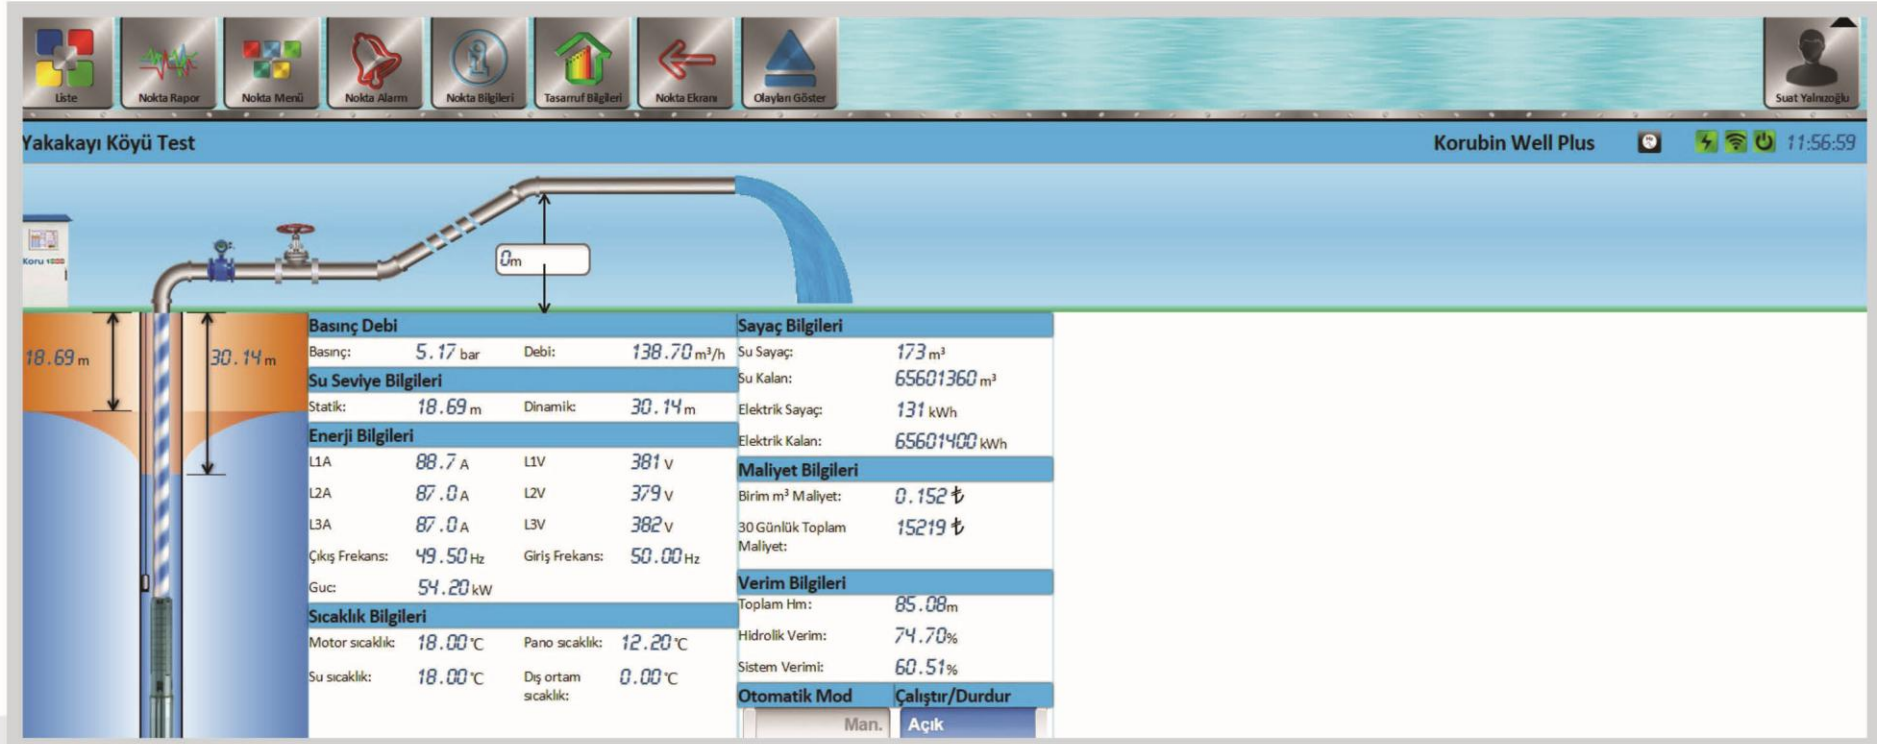 Liste
Nokta Rapor
Nokta Menü
Nokta Alarm
Nokta Bilgileri
Tasarruf Bilgileri
Nokta Ekranı
Olayları Göster
Suat Yalnızoğlu
Yakakayı Köyü Test
Korubin Well Plus
11:56:59
Koru 1000
0m
18.69 m
30.14 m
Basınç Debi
Basınç: 5.17 bar Debi: 138.70 m³/h
Su Seviye Bilgileri
Statik: 18.69 m Dinamik: 30.14 m
Enerji Bilgileri
L1A 88.7 A L1V 381 V
L2A 87.0 A L2V 379 V
L3A 87.0 A L3V 382 V
Çıkış Frekans: 49.50 Hz Giriş Frekans: 50.00 Hz
Guc: 54.20 kW
Sıcaklık Bilgileri
Motor sıcaklık: 18.00 °C Pano sıcaklık: 12.20 °C
Su sıcaklık: 18.00 °C Dış ortam sıcaklık: 0.00 °C
Sayaç Bilgileri
Su Sayaç: 173 m³
Su Kalan: 65601360 m³
Elektrik Sayaç: 131 kWh
Elektrik Kalan: 65601400 kWh
Maliyet Bilgileri
Birim m³ Maliyet: 0.152 ₺
30 Günlük Toplam Maliyet: 15219 ₺
Verim Bilgileri
Toplam Hm: 85.08m
Hidrolik Verim: 74.70%
Sistem Verimi: 60.51%
Otomatik Mod Çalıştır/Durdur
Man. Açık